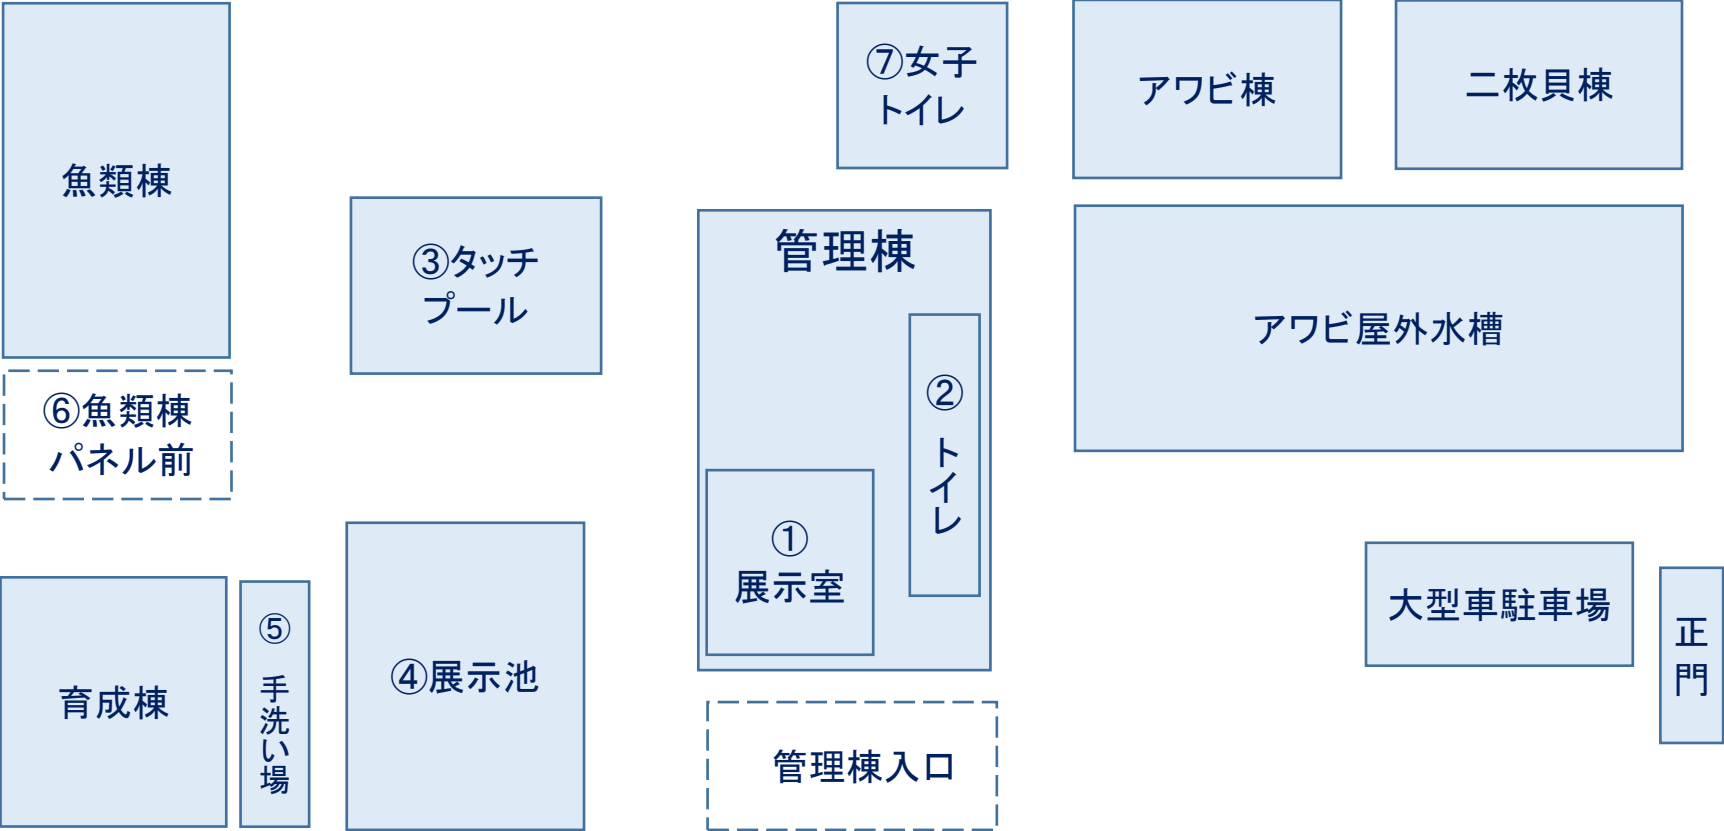 ⑦女子
トイレ
アワビ棟
二枚貝棟
魚類棟
③タッチ
プール
管理棟
アワビ屋外水槽
②トイレ
⑥魚類棟
パネル前
①
展示室
大型車駐車場
正門
育成棟
⑤手洗い場
④展示池
管理棟入口